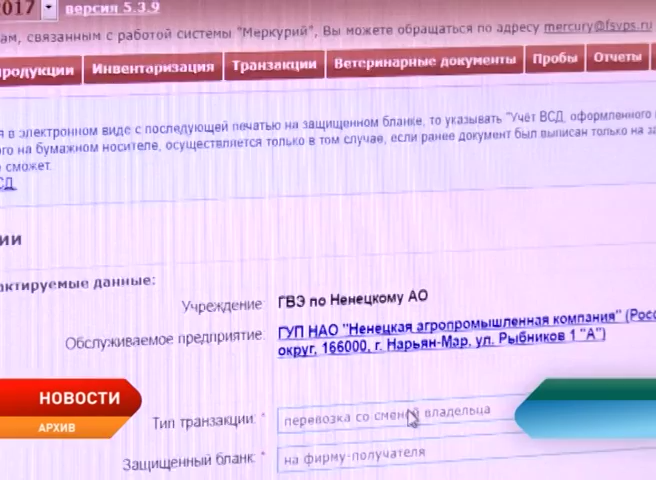 2017 версия 5.3.9
ам, связанным с работой системы "Меркурий", Вы можете обращаться по адресу mercury@fsvps.ru
продукции Инвентаризация Транзакции Ветеринарные документы Пробы Отчеты
я в электронном виде с последующей печатью на защищенном бланке, то указывать "Учёт ВСД, оформленного
ого на бумажном носителе, осуществляется только в том случае, если ранее документ был выписан только на за
сможет.
СД.
ии
актируемые данные:
Учреждение: ГВЭ по Ненецкому АО
Обслуживаемое предприятие: ГУП НАО "Ненецкая агропромышленная компания" (Росс
округ, 166000, г. Нарьян-Мар, ул. Рыбников 1 "А")
НОВОСТИ
АРХИВ
Тип транзакции: * перевозка со сменой владельца
Защищенный бланк: * на фирму-получателя